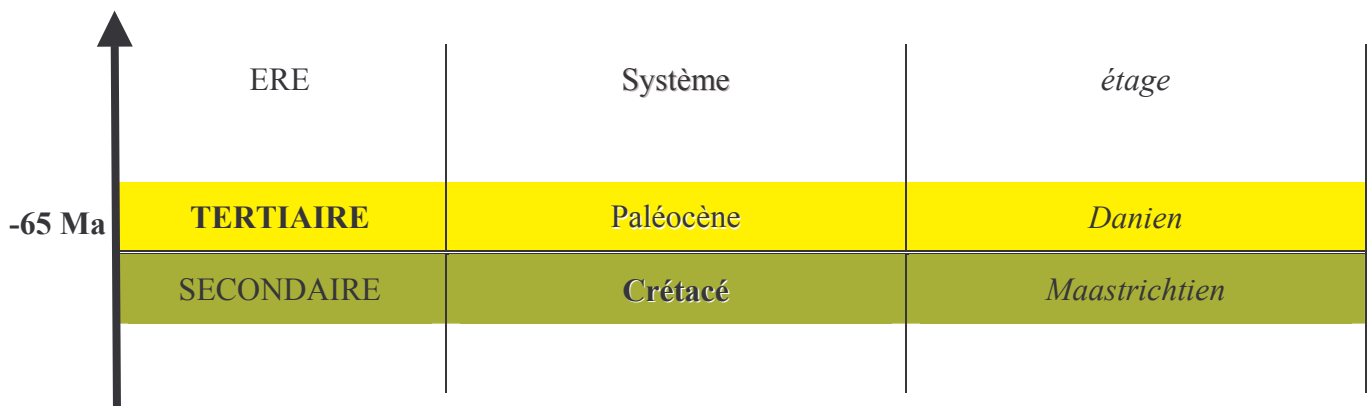 ERE Système étage
-65 Ma TERTIAIRE Paléocène Danien
SECONDAIRE Crétacé Maastrichtien